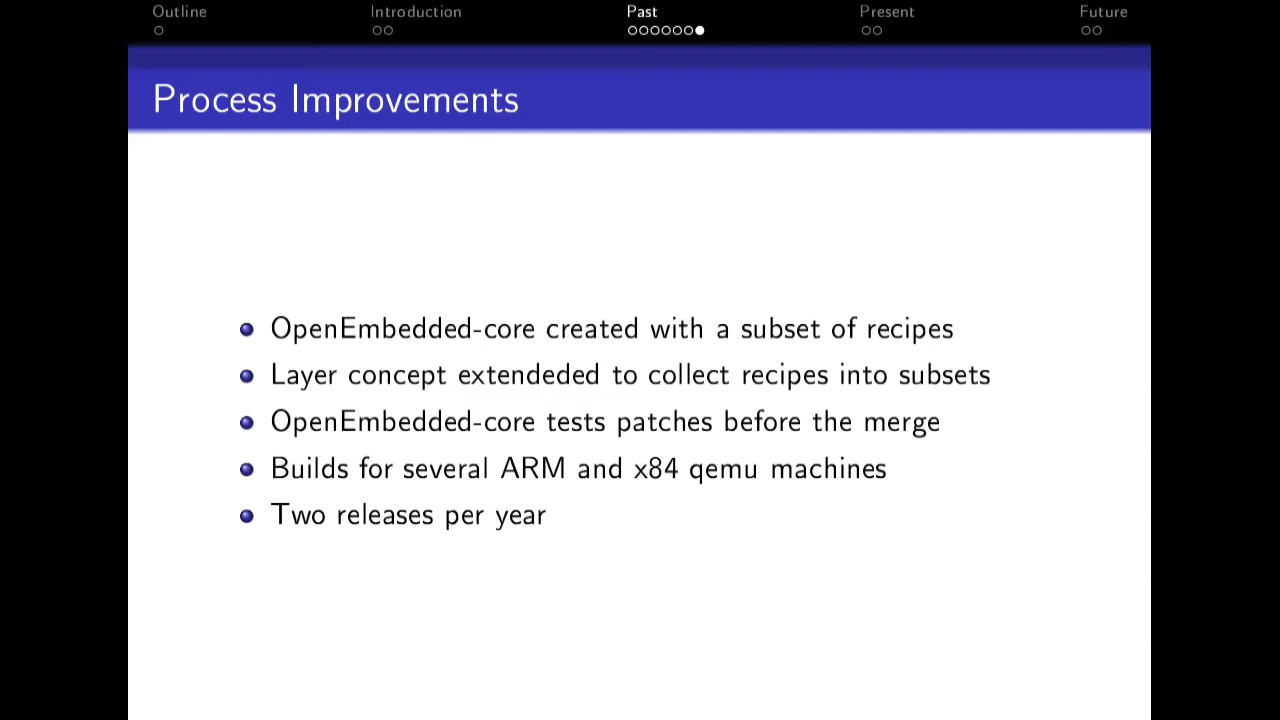 Outline
Introduction
Past
Present
Future
Process Improvements
OpenEmbedded-core created with a subset of recipes
Layer concept extendeded to collect recipes into subsets
OpenEmbedded-core tests patches before the merge
Builds for several ARM and x84 qemu machines
Two releases per year